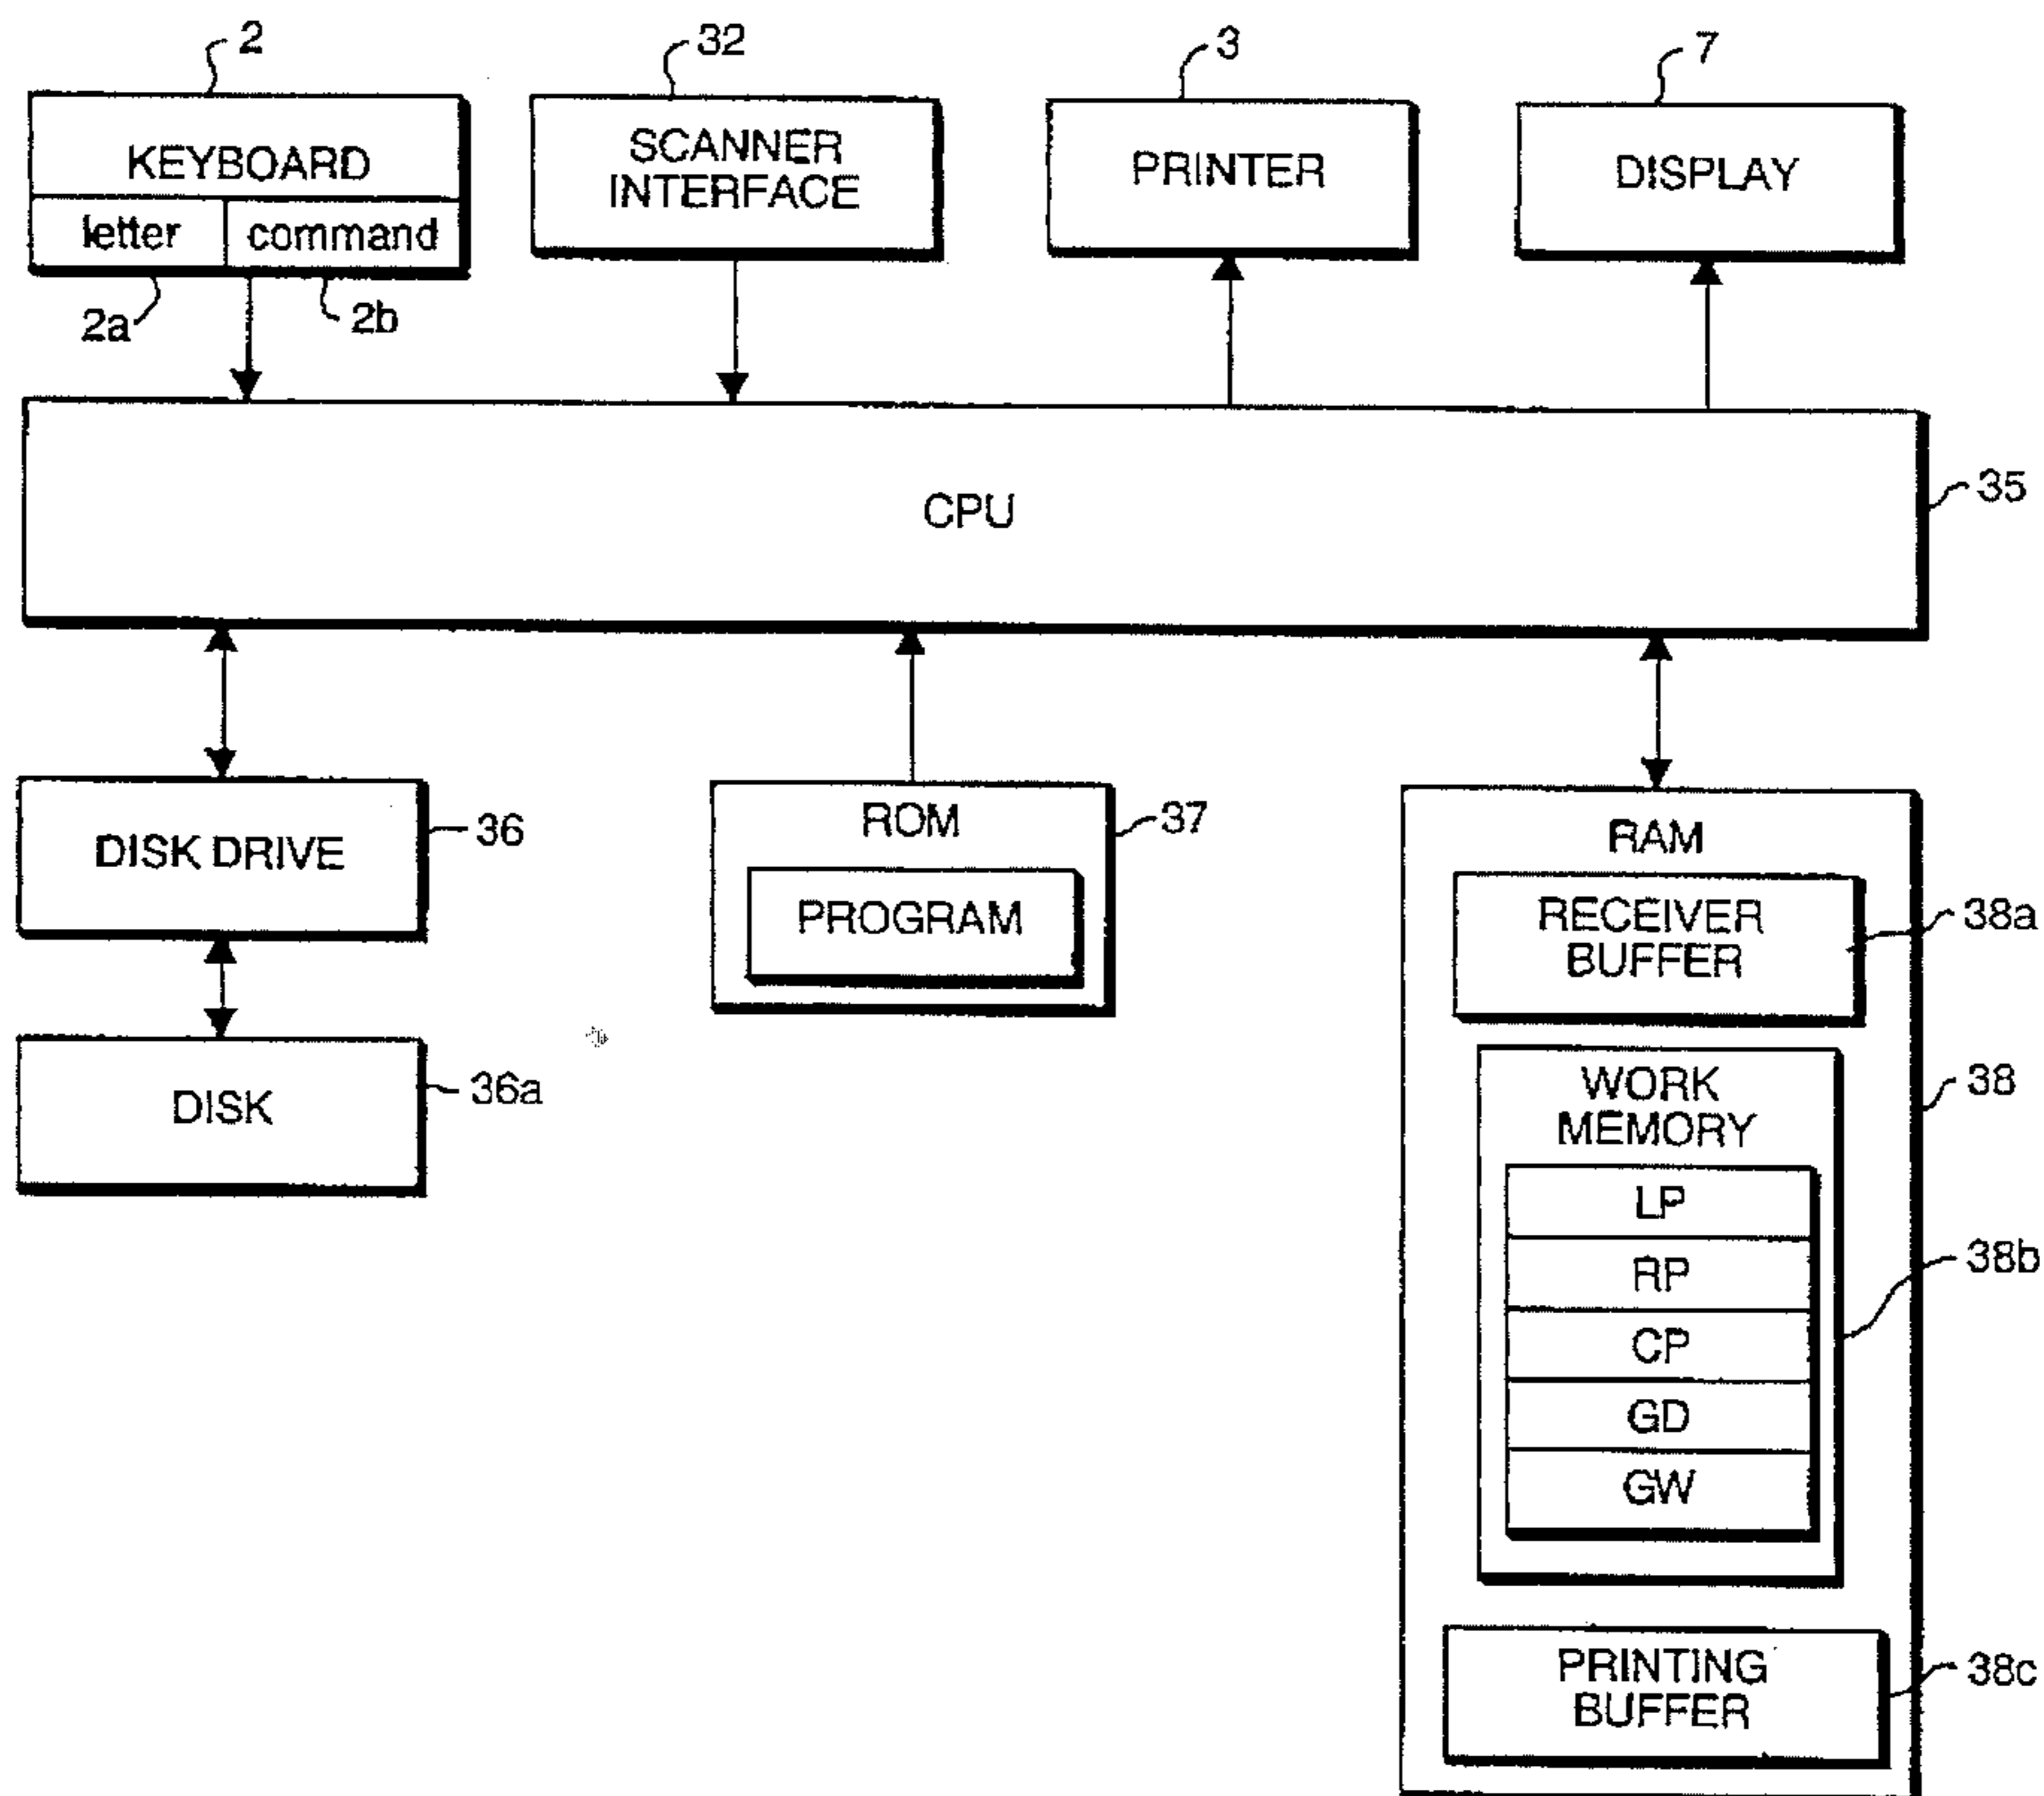 2
32
3
7
KEYBOARD
letter
command
2a
2b
SCANNER
INTERFACE
PRINTER
DISPLAY
CPU
35
DISK DRIVE
36
DISK
36a
ROM
37
PROGRAM
RAM
RECEIVER
BUFFER
38a
WORK
MEMORY
38
LP
RP
CP
GD
GW
38b
PRINTING
BUFFER
38c